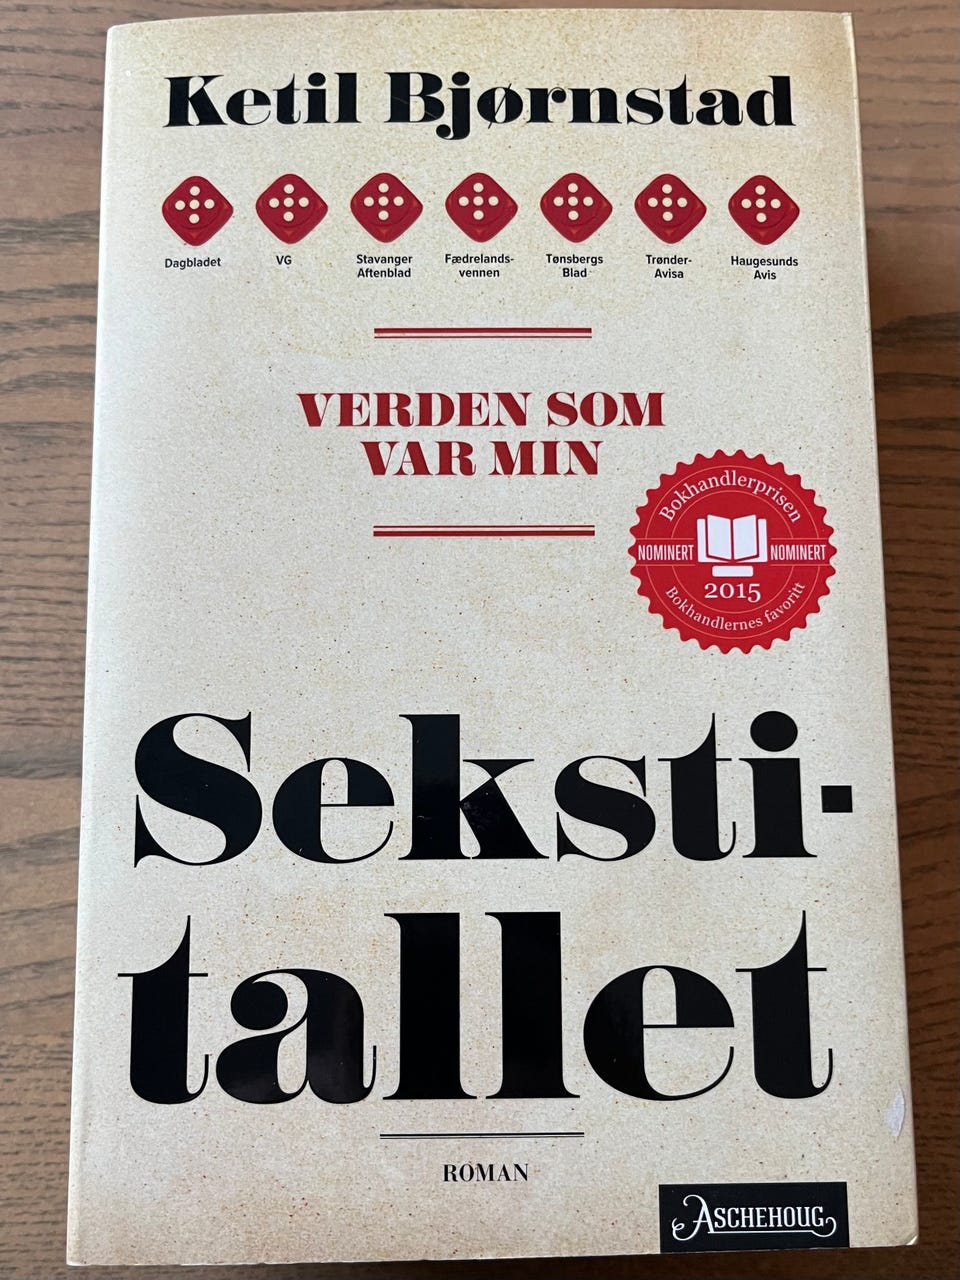 Ketil Bjørnstad
Dagbladet
VG
Stavanger
Aftenblad
Fædrelands-
vennen
Tønsbergs
Blad
Trønder-
Avisa
Haugesunds
Avis
VERDEN SOM
VAR MIN
Bokhandlerprisen
NOMINERT NOMINERT
2015
Bokhandlernes favoritt
Seksti-
tallet
ROMAN
ASCHEHOUG